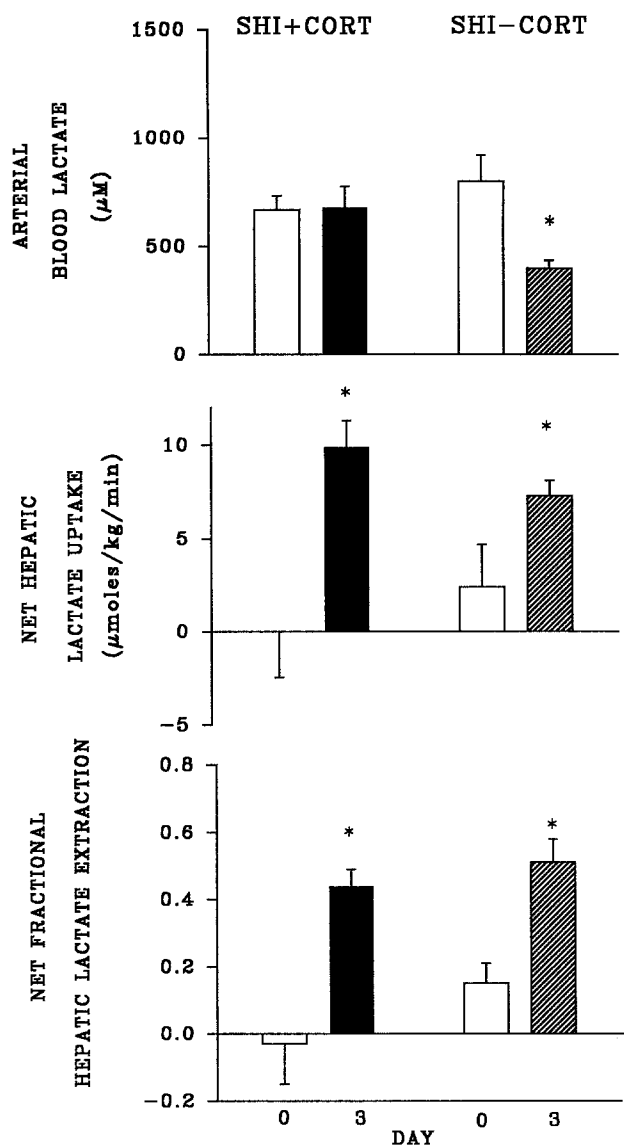 SHI+CORT SHI−CORT
ARTERIAL
BLOOD LACTATE
(μM)
1500
1000
500
0
*
NET HEPATIC
LACTATE UPTAKE
(μmoles/kg/min)
10
5
0
−5
* *
NET FRACTIONAL
HEPATIC LACTATE EXTRACTION
0.8
0.6
0.4
0.2
0.0
−0.2
* *
0 3 0 3
DAY